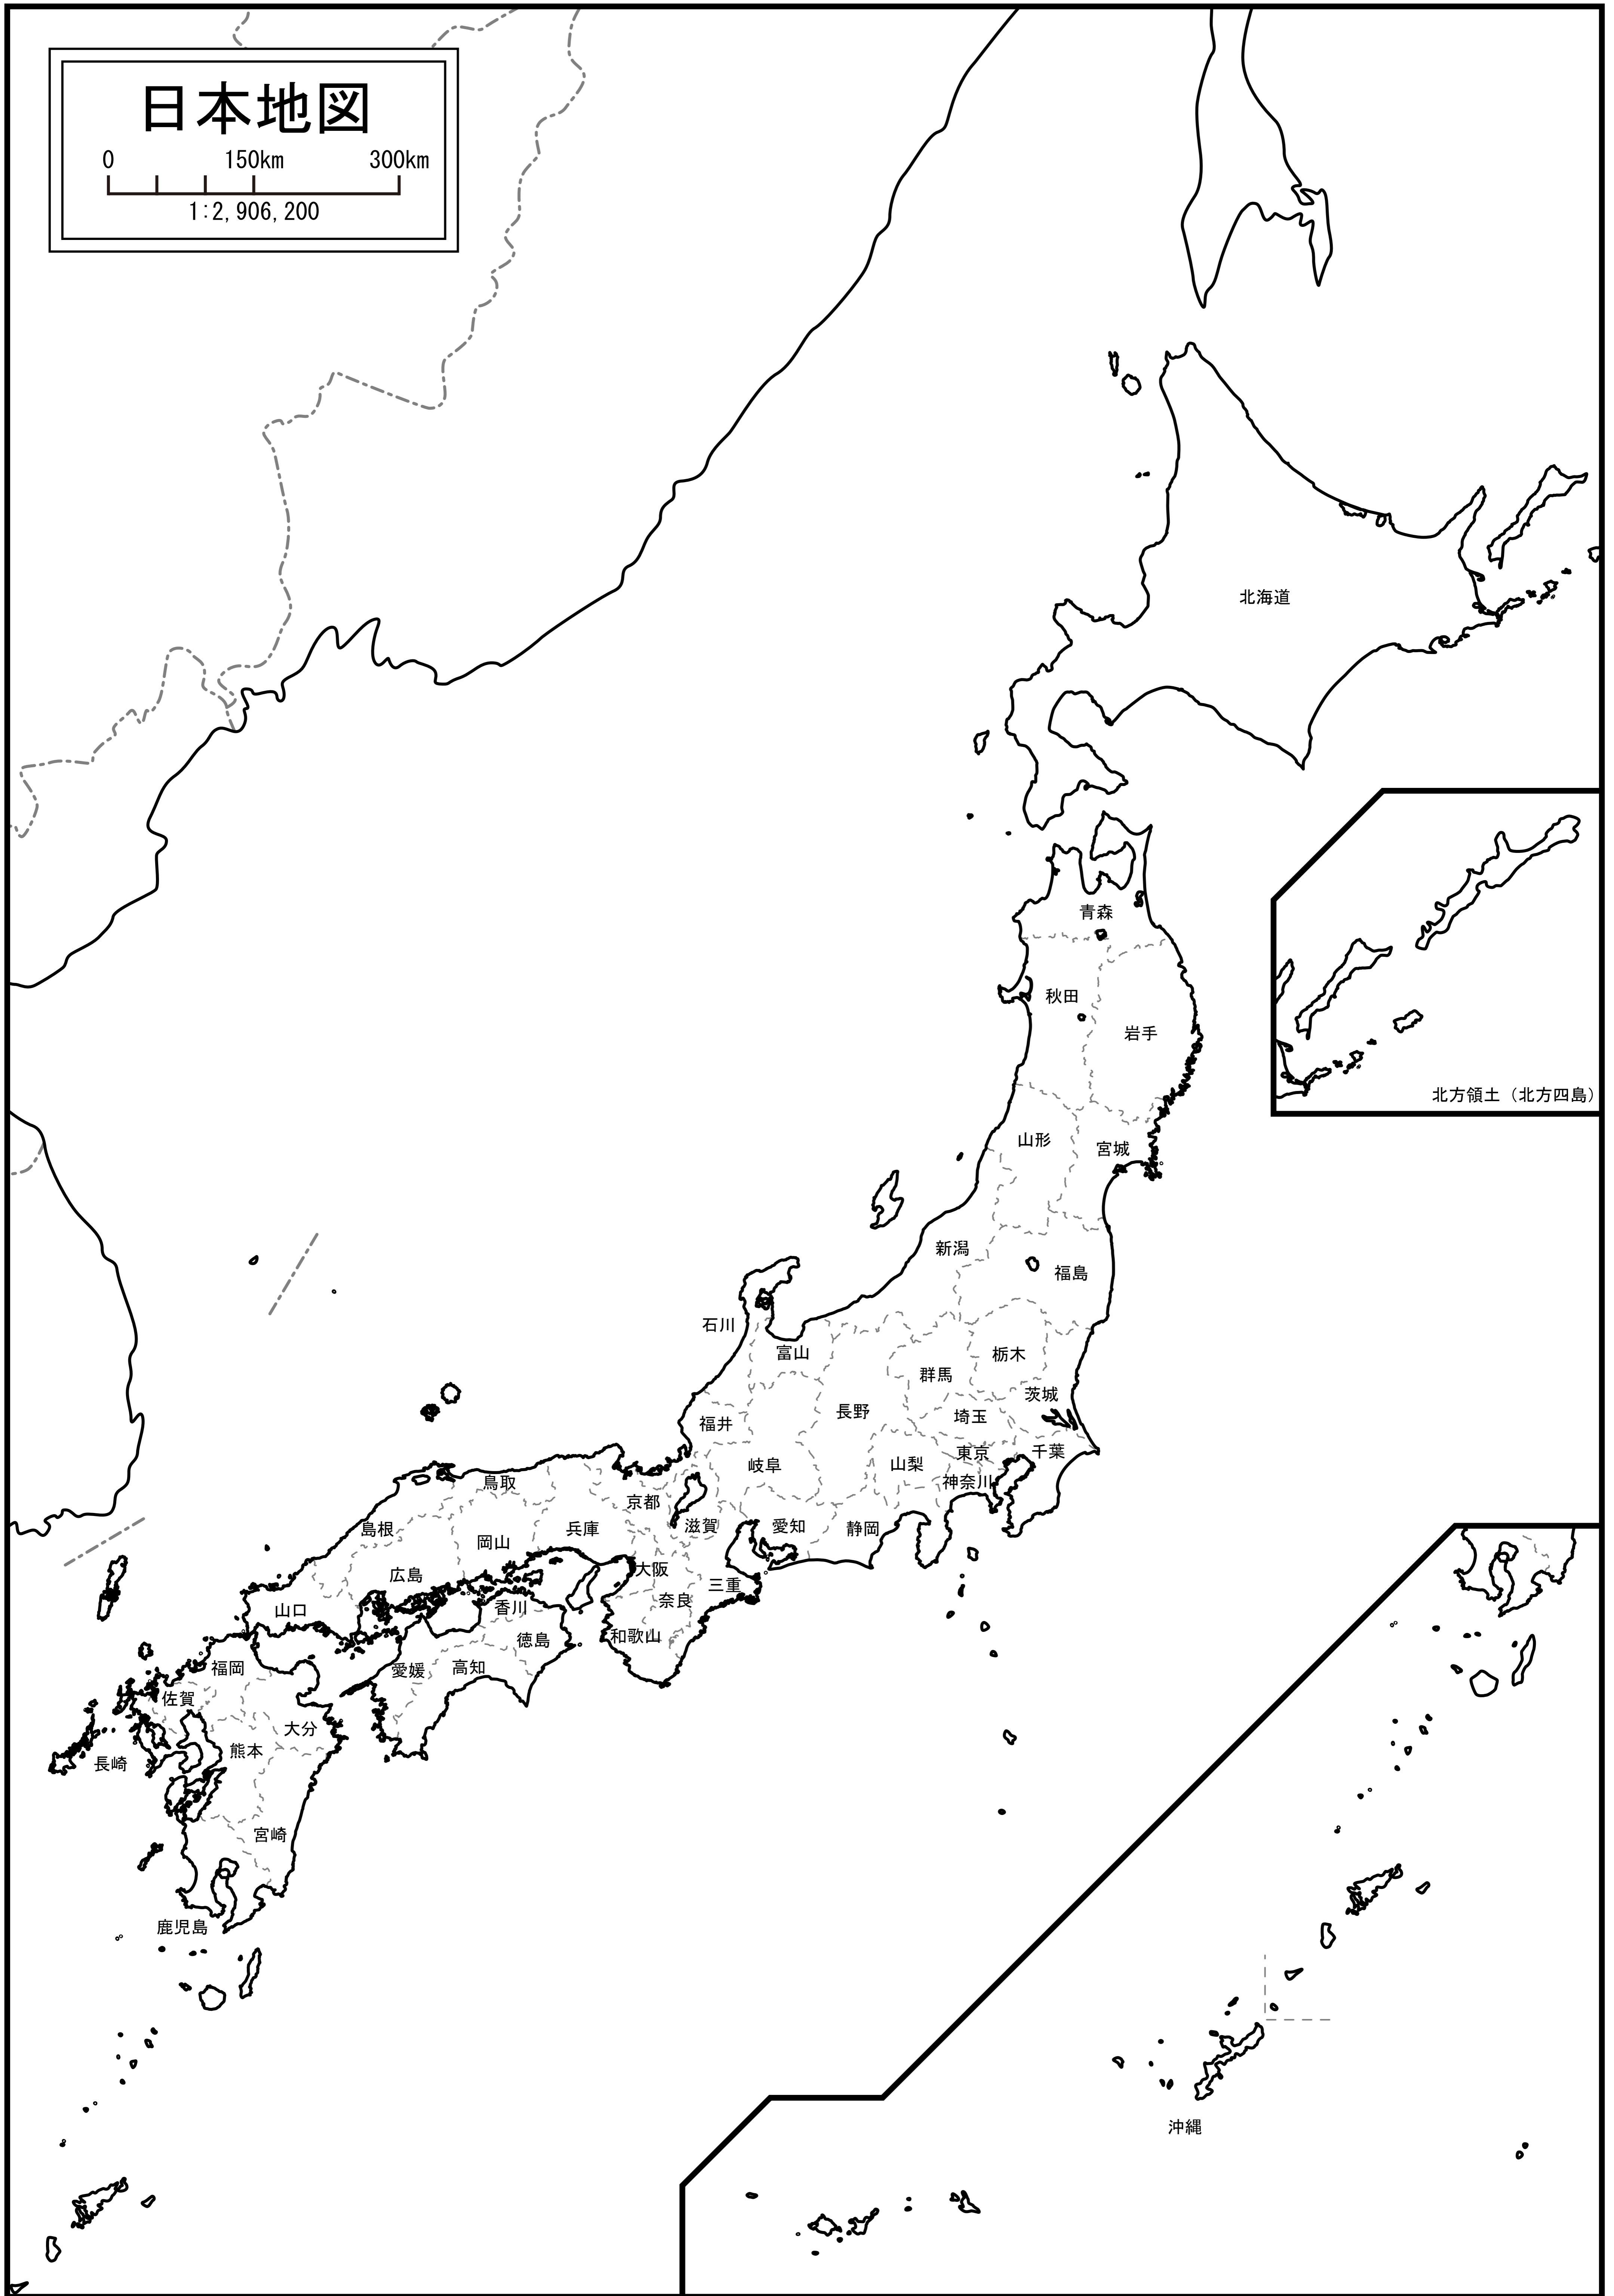 日本地図
0 150km 300km
1:2,906,200
北海道
青森
秋田
岩手
北方領土（北方四島）
山形
宮城
新潟
福島
石川
富山
栃木
群馬
茨城
長野
埼玉
福井
東京
千葉
岐阜
山梨
神奈川
鳥取
京都
島根
岡山
兵庫
滋賀
愛知
静岡
広島
大阪
三重
奈良
山口
香川
徳島
和歌山
福岡
愛媛
高知
佐賀
大分
熊本
長崎
宮崎
鹿児島
沖縄